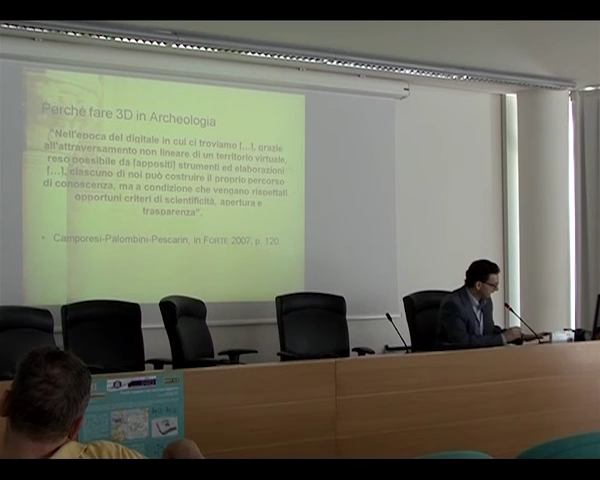 Perché fare 3D in Archeologia
"Nell'epoca del digitale in cui ci troviamo [...], grazie
all'attraversamento non lineare di un territorio virtuale,
reso possibile da [appositi] strumenti ed elaborazioni
[...], ciascuno di noi può costruire il proprio percorso
di conoscenza, ma a condizione che vengano rispettati
opportuni criteri di scientificità, apertura e
trasparenza".
• Camporesi-Palombini-Pescarin, in FORTE 2007, p. 120.